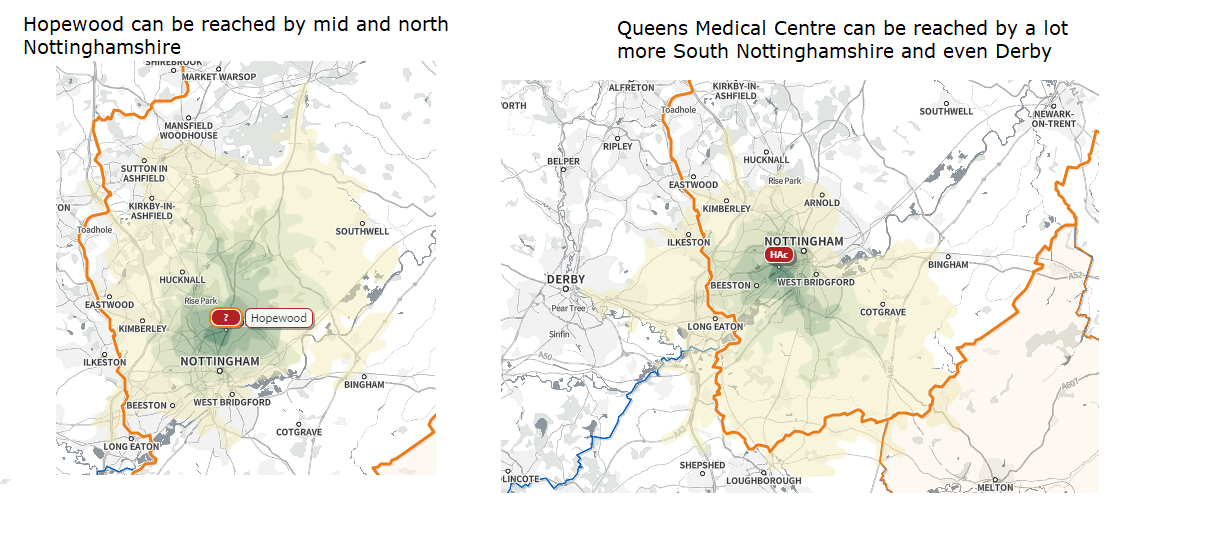 Hopewood can be reached by mid and north
Nottinghamshire
Queens Medical Centre can be reached by a lot
more South Nottinghamshire and even Derby
SHIREBROOK
MARKET WARSOP
MANSFIELD
WOODHOUSE
SUTTON IN
ASHFIELD
KIRKBY-IN-
ASHFIELD
ON
Toadhole
SOUTHWELL
HUCKNALL
Rise Park
EASTWOOD
? Hopewood
KIMBERLEY
ILKESTON
NOTTINGHAM
BINGHAM
BEESTON
WEST BRIDGFORD
COTGRAVE
LONG EATON
ALFRETON
KIRKBY-IN-
ASHFIELD
ORTH
Toadhole
SOUTHWELL
NEWARK-
ON-TRENT
RIPLEY
BELPER
HUCKNALL
EASTWOOD
Rise Park
KIMBERLEY
ARNOLD
ILKESTON
NOTTINGHAM
HAc
BINGHAM
A52
DERBY
BEESTON
WEST BRIDGFORD
Pear Tree
COTGRAVE
Sinfin
LONG EATON
A50
A46
A607
A42
SHEPSHED
LOUGHBOROUGH
LINCOTE
MELTON